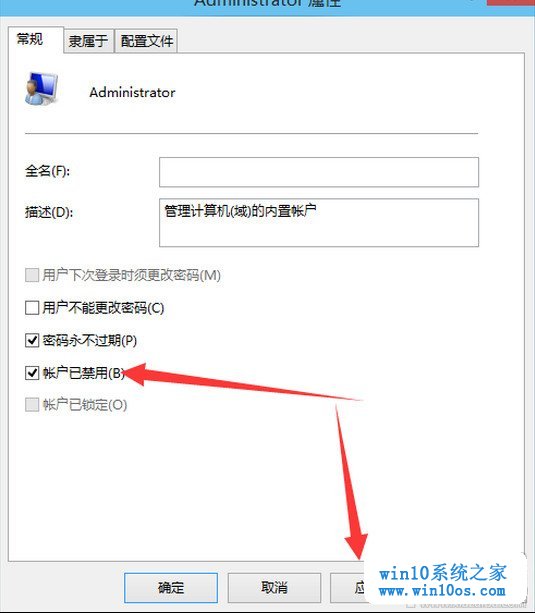 Administrator 属性
常规
隶属于
配置文件
Administrator
全名(F):
描述(D):
管理计算机(域)的内置帐户
用户下次登录时须更改密码(M)
用户不能更改密码(C)
密码永不过期(P)
帐户已禁用(B)
帐户已锁定(O)
win10系统之家
www.win10os.com
确定
取消